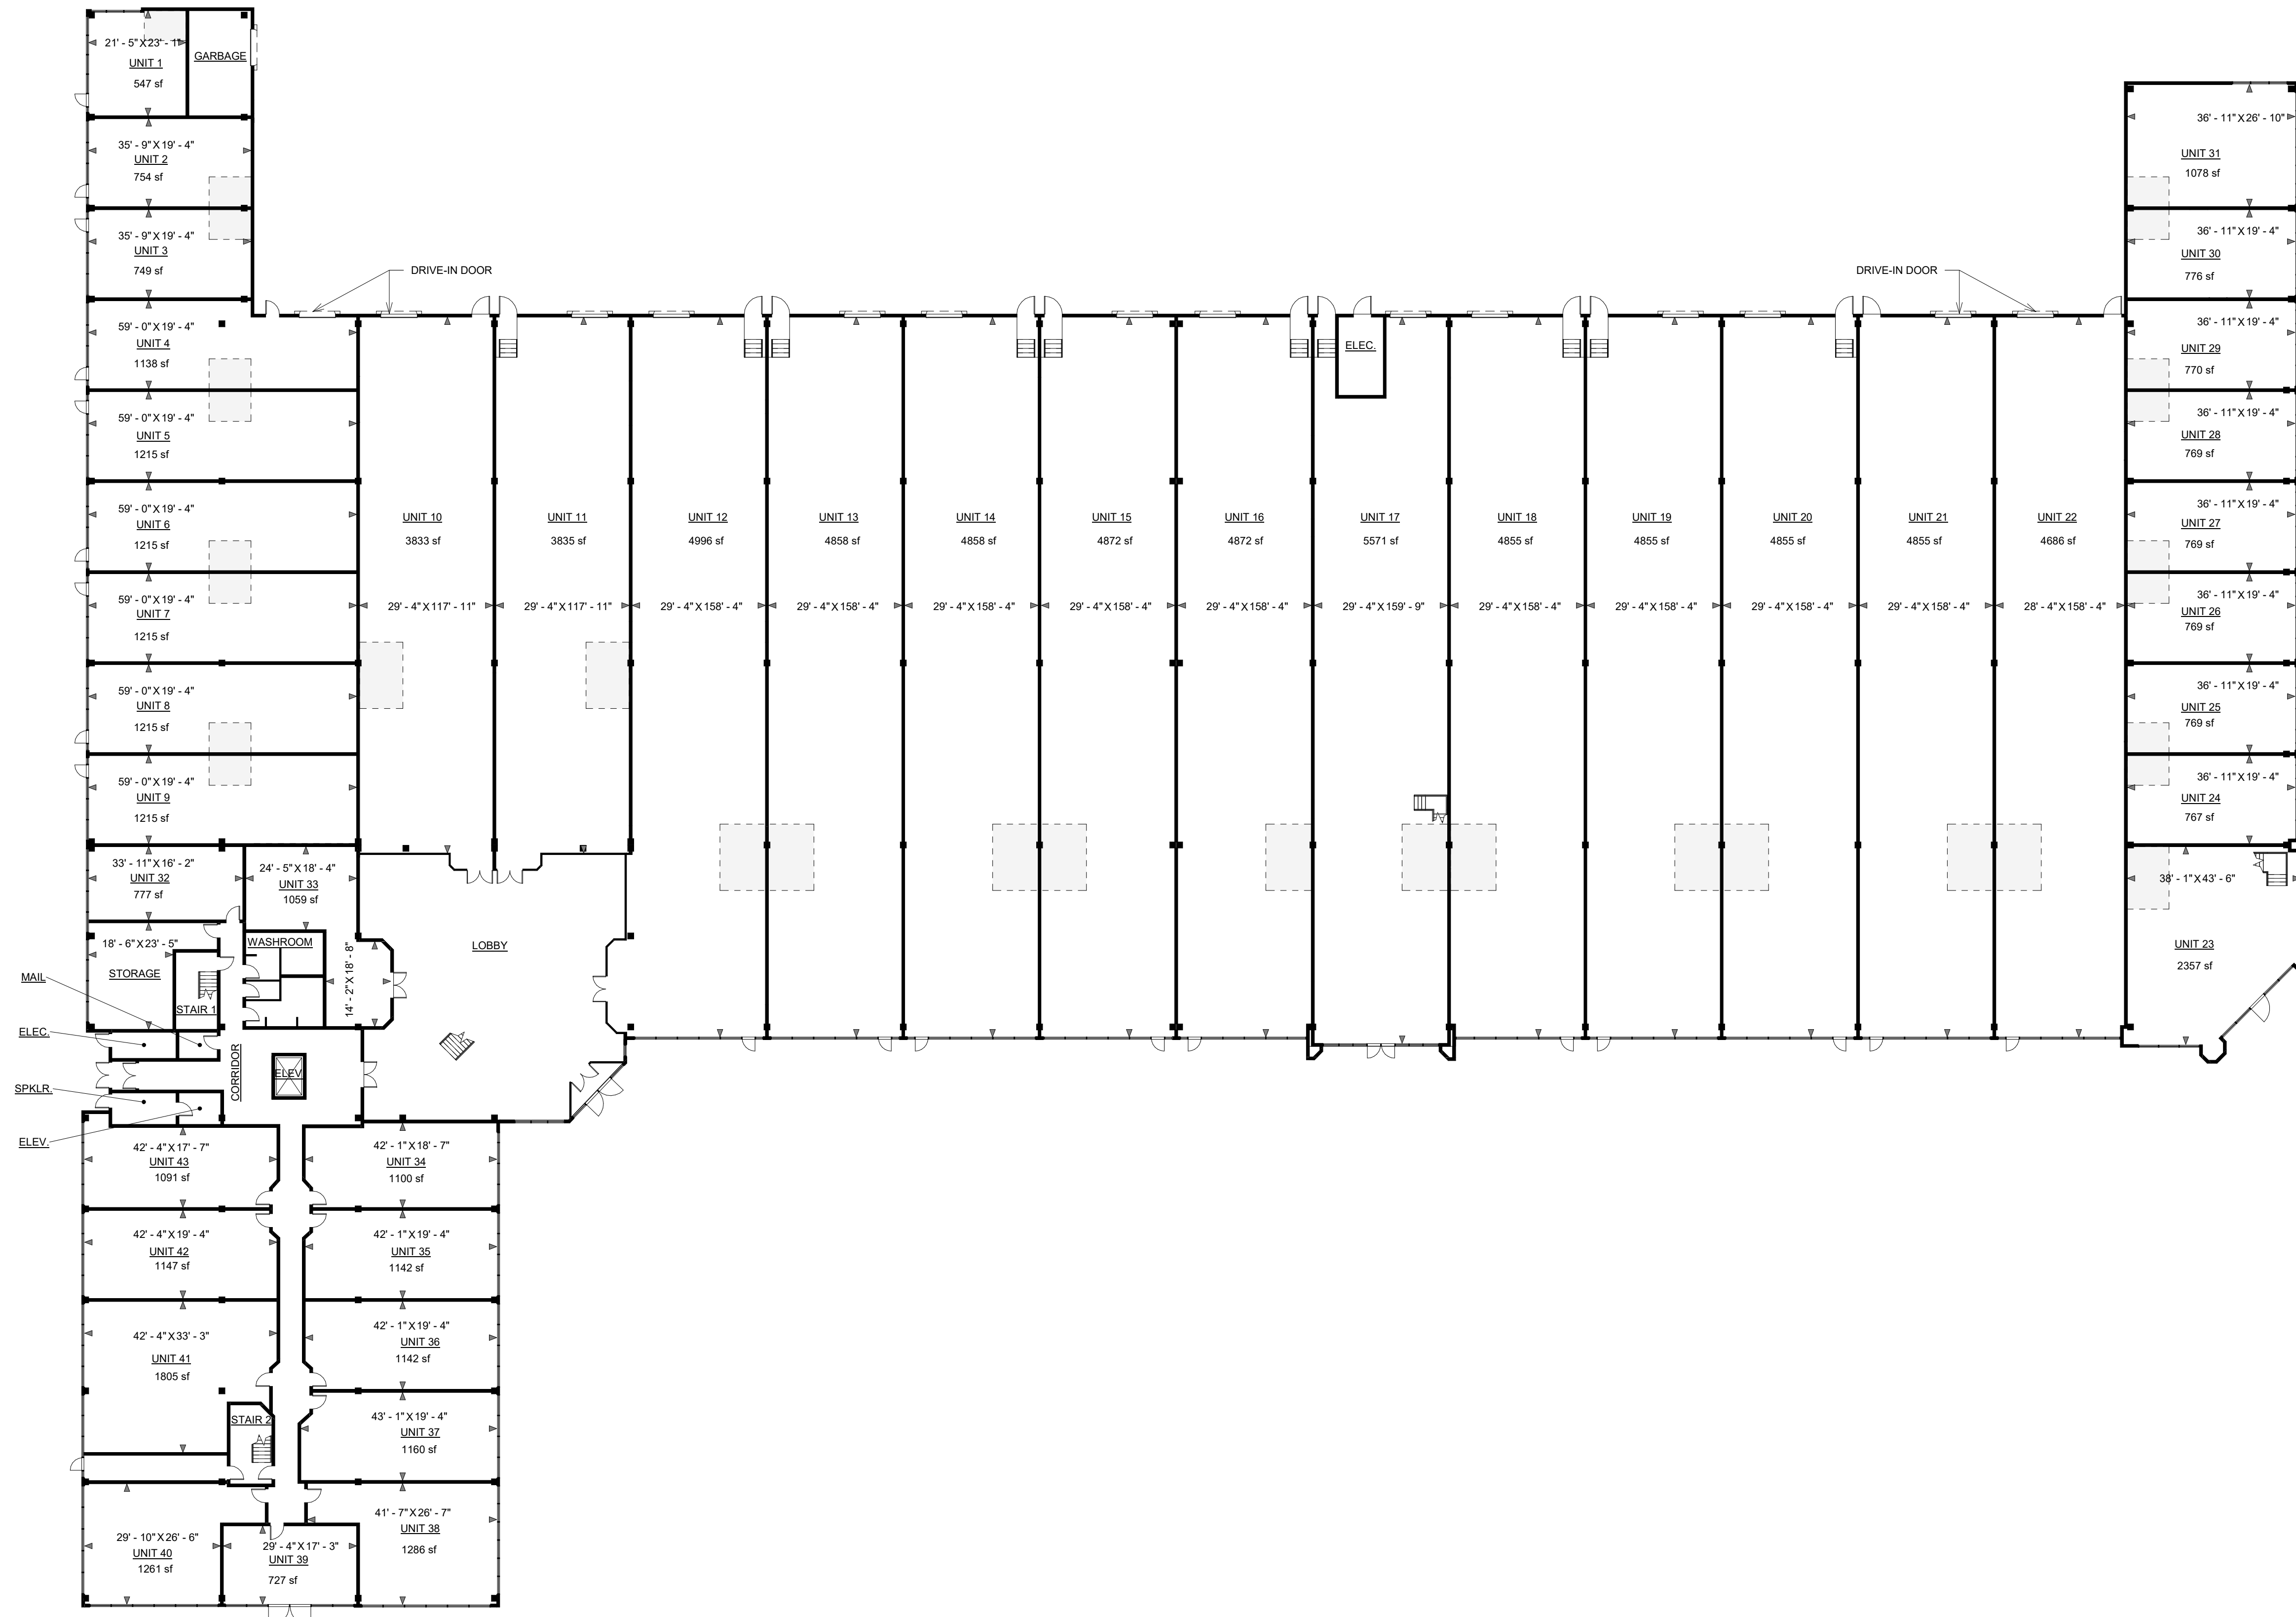 21' - 5" X 23' - 1"
UNIT 1
547 sf
GARBAGE
35' - 9" X 19' - 4"
UNIT 2
754 sf
35' - 9" X 19' - 4"
UNIT 3
749 sf
DRIVE-IN DOOR
59' - 0" X 19' - 4"
UNIT 4
1138 sf
59' - 0" X 19' - 4"
UNIT 5
1215 sf
59' - 0" X 19' - 4"
UNIT 6
1215 sf
59' - 0" X 19' - 4"
UNIT 7
1215 sf
59' - 0" X 19' - 4"
UNIT 8
1215 sf
59' - 0" X 19' - 4"
UNIT 9
1215 sf
UNIT 10
3833 sf
29' - 4" X 117' - 11"
UNIT 11
3835 sf
29' - 4" X 117' - 11"
UNIT 12
4996 sf
29' - 4" X 158' - 4"
UNIT 13
4858 sf
29' - 4" X 158' - 4"
UNIT 14
4858 sf
29' - 4" X 158' - 4"
UNIT 15
4872 sf
29' - 4" X 158' - 4"
UNIT 16
4872 sf
29' - 4" X 158' - 4"
ELEC.
UNIT 17
5571 sf
29' - 4" X 159' - 9"
UNIT 18
4855 sf
29' - 4" X 158' - 4"
UNIT 19
4855 sf
29' - 4" X 158' - 4"
UNIT 20
4855 sf
29' - 4" X 158' - 4"
UNIT 21
4855 sf
29' - 4" X 158' - 4"
DRIVE-IN DOOR
UNIT 22
4686 sf
28' - 4" X 158' - 4"
36' - 11" X 26' - 10"
UNIT 31
1078 sf
36' - 11" X 19' - 4"
UNIT 30
776 sf
36' - 11" X 19' - 4"
UNIT 29
770 sf
36' - 11" X 19' - 4"
UNIT 28
769 sf
36' - 11" X 19' - 4"
UNIT 27
769 sf
36' - 11" X 19' - 4"
UNIT 26
769 sf
36' - 11" X 19' - 4"
UNIT 25
769 sf
36' - 11" X 19' - 4"
UNIT 24
767 sf
38' - 1" X 43' - 6"
UNIT 23
2357 sf
33' - 11" X 16' - 2"
UNIT 32
777 sf
24' - 5" X 18' - 4"
UNIT 33
1059 sf
14' - 2" X 18' - 8"
WASHROOM
LOBBY
18' - 6" X 23' - 5"
STORAGE
STAIR 1
MAIL
ELEC.
SPKLR.
ELEV.
CORRIDOR
ELEV
42' - 4" X 17' - 7"
UNIT 43
1091 sf
42' - 1" X 18' - 7"
UNIT 34
1100 sf
42' - 4" X 19' - 4"
UNIT 42
1147 sf
42' - 1" X 19' - 4"
UNIT 35
1142 sf
42' - 4" X 33' - 3"
UNIT 41
1805 sf
42' - 1" X 19' - 4"
UNIT 36
1142 sf
STAIR 2
43' - 1" X 19' - 4"
UNIT 37
1160 sf
29' - 10" X 26' - 6"
UNIT 40
1261 sf
29' - 4" X 17' - 3"
UNIT 39
727 sf
41' - 7" X 26' - 7"
UNIT 38
1286 sf